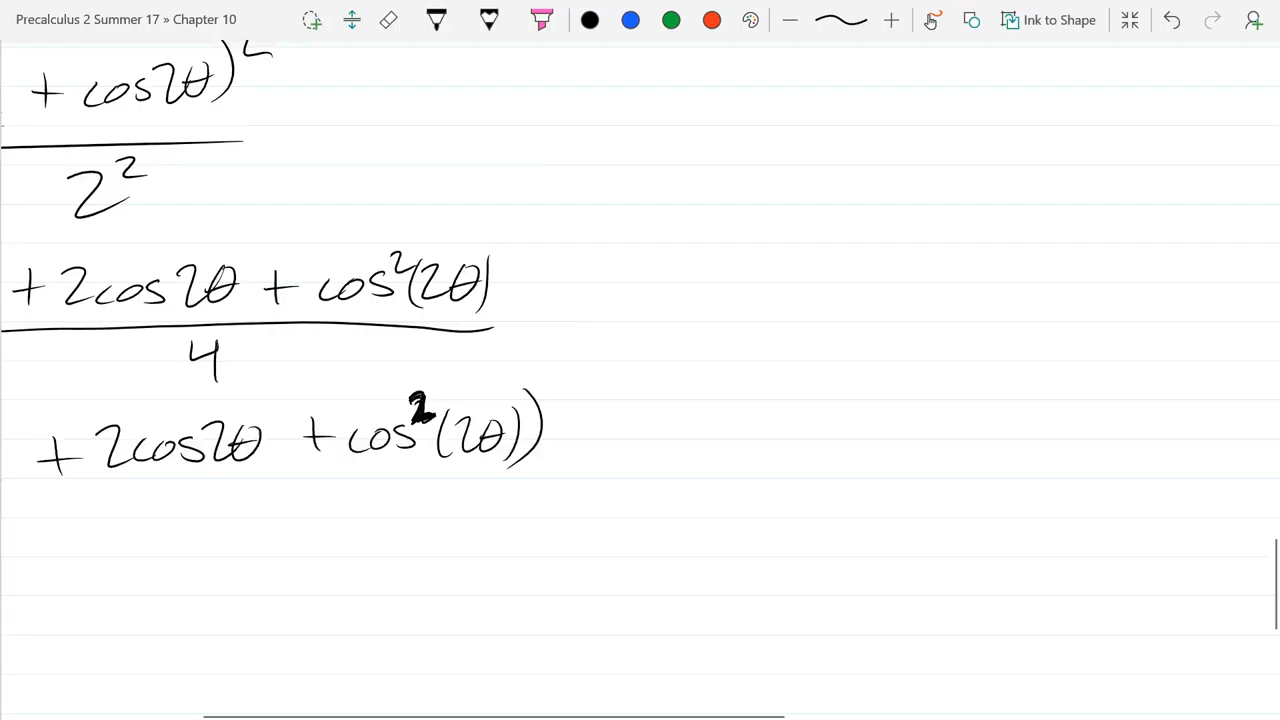 Precalculus 2 Summer 17 » Chapter 10
Ink to Shape
+ cos2θ)²
2²
+ 2cos2θ + cos²(2θ)
4
+ 2cos2θ + cos²(2θ))